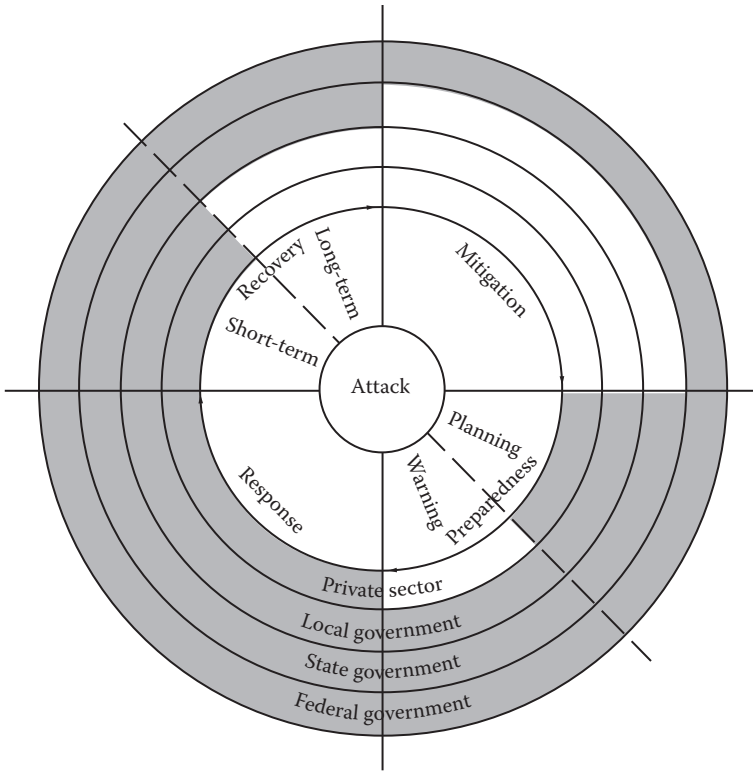 Recovery
Long-term
Short-term
Mitigation
Attack
Planning
Warning
Preparedness
Response
Private sector
Local government
State government
Federal government